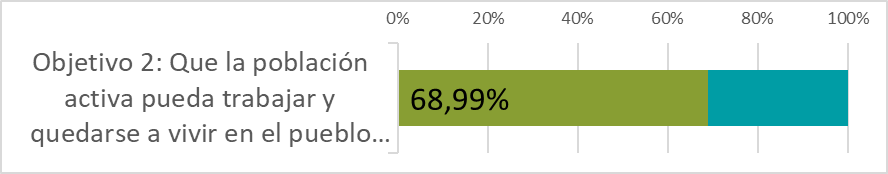 0% 20% 40% 60% 80% 100%
Objetivo 2: Que la población
activa pueda trabajar y
quedarse a vivir en el pueblo...
68,99%